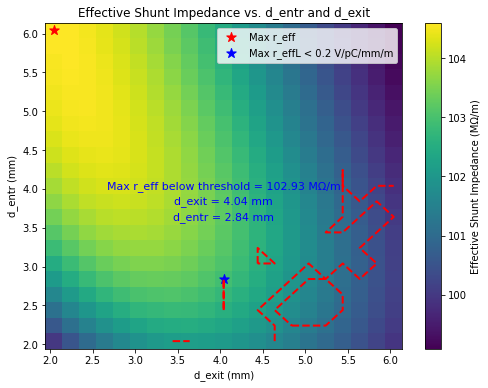 Effective Shunt Impedance vs. d_entr and d_exit
Max r_eff
Max r_effL < 0.2 V/pC/mm/m
Max r_eff below threshold = 102.93 MΩ/m
d_exit = 4.04 mm
d_entr = 2.84 mm
d_entr (mm)
6.0
5.5
5.0
4.5
4.0
3.5
3.0
2.5
2.0
2.0 2.5 3.0 3.5 4.0 4.5 5.0 5.5 6.0
d_exit (mm)
104
103
102
101
100
Effective Shunt Impedance (MΩ/m)